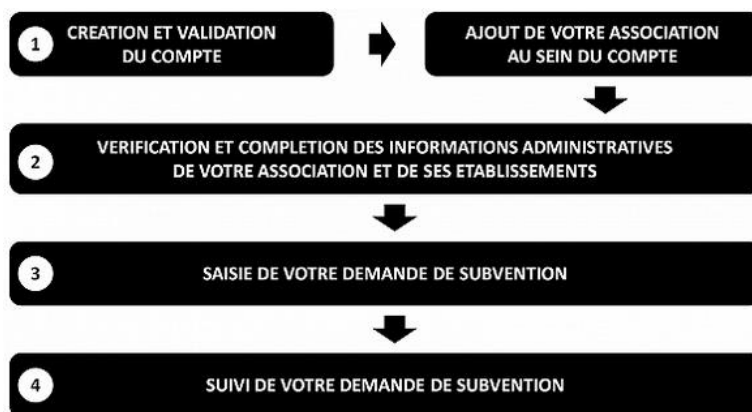 1
CREATION ET VALIDATION
DU COMPTE
AJOUT DE VOTRE ASSOCIATION
AU SEIN DU COMPTE
2
VERIFICATION ET COMPLETION DES INFORMATIONS ADMINISTRATIVES
DE VOTRE ASSOCIATION ET DE SES ETABLISSEMENTS
3
SAISIE DE VOTRE DEMANDE DE SUBVENTION
4
SUIVI DE VOTRE DEMANDE DE SUBVENTION